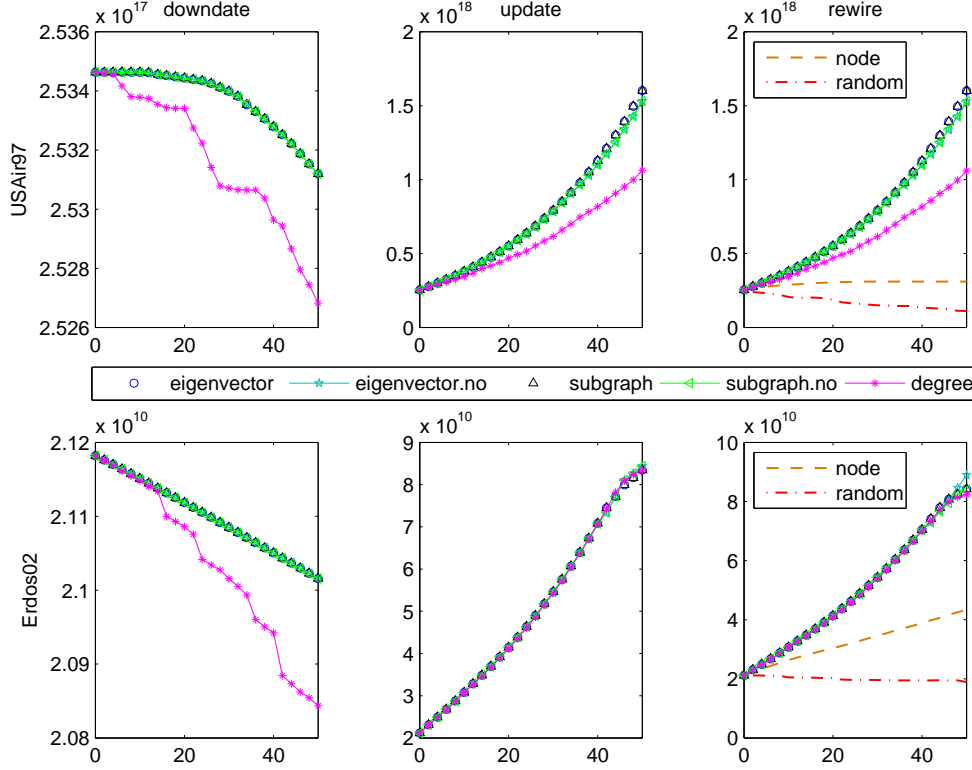 downdate update rewire
x 10^17 x 10^18 x 10^18
USAir97
2.536
2.534
2.532
2.53
2.528
2.526
0 20 40
2
1.5
1
0.5
0
0 20 40
2
1.5
1
0.5
0
0 20 40
node
random
eigenvector eigenvector.no subgraph subgraph.no degree
x 10^10 x 10^10 x 10^10
Erdos02
2.12
2.11
2.1
2.09
2.08
0 20 40
9
8
7
6
5
4
3
2
0 20 40
10
8
6
4
2
0
0 20 40
node
random